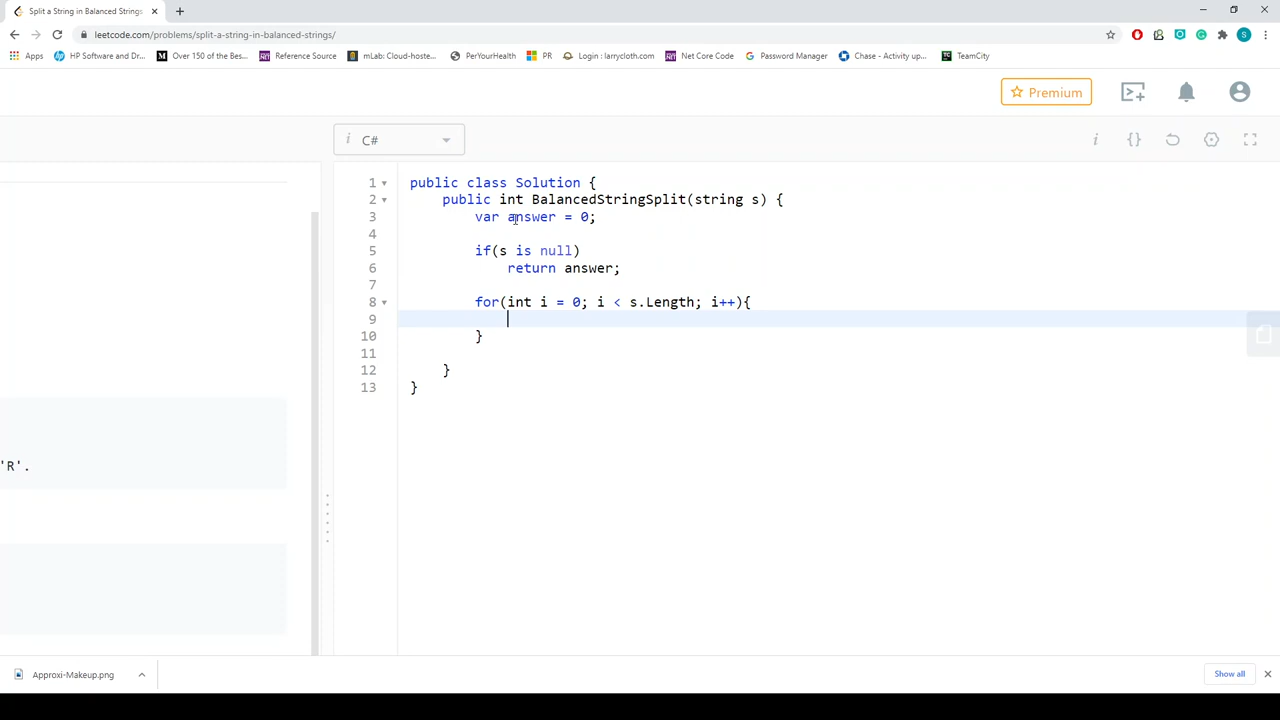 Split a String in Balanced Strings
leetcode.com/problems/split-a-string-in-balanced-strings/
Apps HP Software and Dr... Over 150 of the Bes... Reference Source mLab: Cloud-hoste... PerYourHealth PR Login : larrycloth.com Net Core Code Password Manager Chase - Activity up... TeamCity
Premium
C#
1 public class Solution {
2 public int BalancedStringSplit(string s) {
3 var answer = 0;
4
5 if(s is null)
6 return answer;
7
8 for(int i = 0; i < s.Length; i++){
9
10 }
11
12 }
13 }
'R'.
Approxi-Makeup.png
Show all